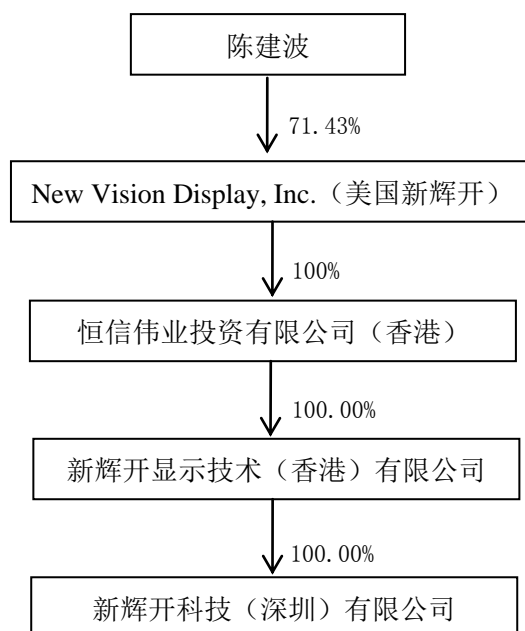 陈建波
71.43%
New Vision Display, Inc.（美国新辉开）
100%
恒信伟业投资有限公司（香港）
100.00%
新辉开显示技术（香港）有限公司
100.00%
新辉开科技（深圳）有限公司